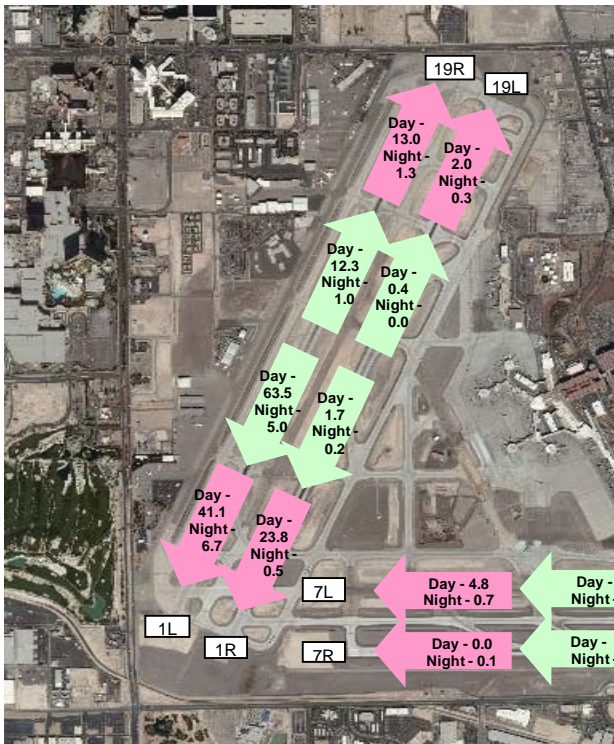 19R
19L
Day -
13.0
Night -
1.3
Day -
2.0
Night -
0.3
Day -
12.3
Night -
1.0
Day -
0.4
Night -
0.0
Day -
63.5
Night -
5.0
Day -
1.7
Night -
0.2
Day -
41.1
Night -
6.7
Day -
23.8
Night -
0.5
7L
Day - 4.8
Night - 0.7
Day -
Night -
1L
1R
7R
Day - 0.0
Night - 0.1
Day -
Night -